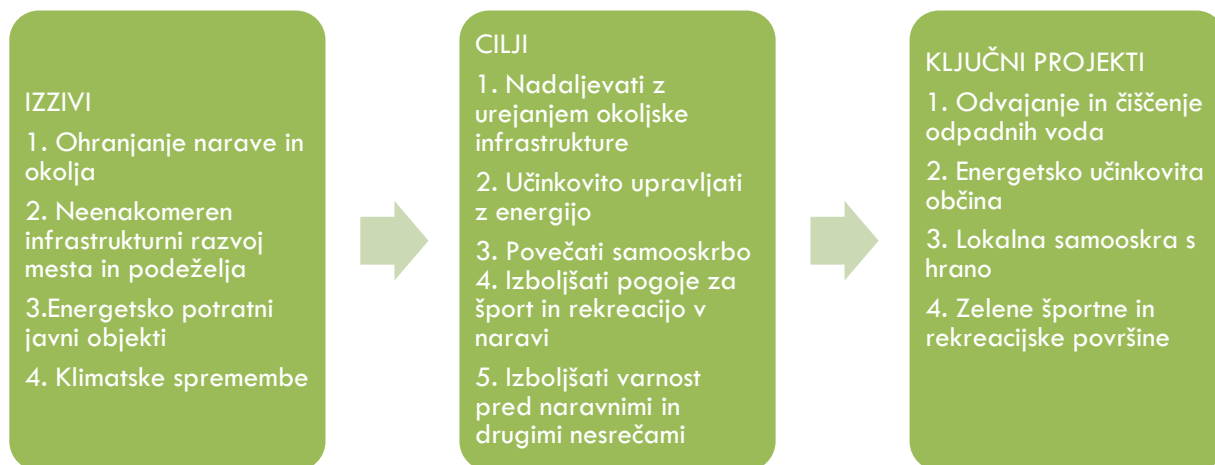 IZZIVI
1. Ohranjanje narave in
okolja
2. Neenakomeren
infrastrukturni razvoj
mesta in podeželja
3.Energetsko potratni
javni objekti
4. Klimatske spremembe
CILJI
1. Nadaljevati z
urejanjem okoljske
infrastrukture
2. Učinkovito upravljati
z energijo
3. Povečati samooskrbo
4. Izboljšati pogoje za
šport in rekreacijo v
naravi
5. Izboljšati varnost
pred naravnimi in
drugimi nesrečami
KLJUČNI PROJEKTI
1. Odvajanje in čiščenje
odpadnih voda
2. Energetsko učinkovita
občina
3. Lokalna samooskra s
hrano
4. Zelene športne in
rekreacijske površine